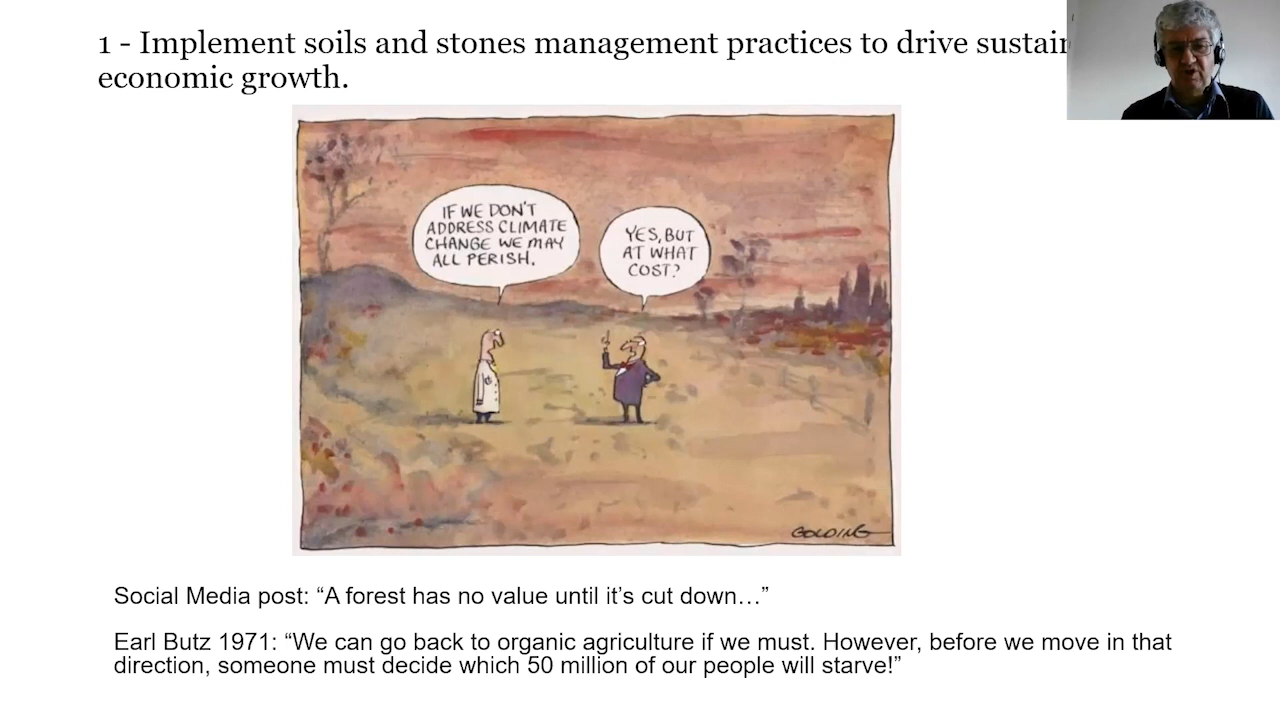 1 - Implement soils and stones management practices to drive
economic growth.
IF WE DON'T
ADDRESS CLIMATE
CHANGE WE MAY
ALL PERISH.
YES, BUT
AT WHAT
COST?
GOLDING
Social Media post: “A forest has no value until it’s cut down…”
Earl Butz 1971: “We can go back to organic agriculture if we must. However, before we move in that
direction, someone must decide which 50 million of our people will starve!”